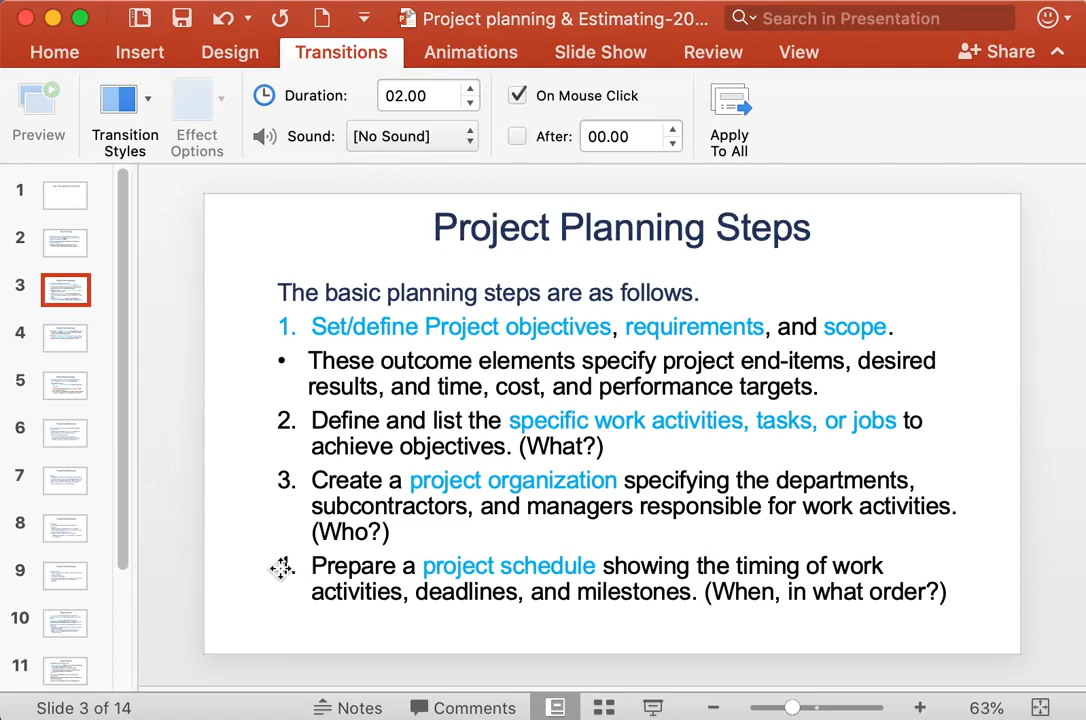 Project planning & Estimating-20...
Search in Presentation
Home Insert Design Transitions Animations Slide Show Review View Share
Preview
Transition Styles
Effect Options
Duration: 02.00
Sound: [No Sound]
On Mouse Click
After: 00.00
Apply To All
1
2
3
4
5
6
7
8
9
10
11
Project Planning Steps
The basic planning steps are as follows.
1. Set/define Project objectives, requirements, and scope.
• These outcome elements specify project end-items, desired
results, and time, cost, and performance targets.
2. Define and list the specific work activities, tasks, or jobs to
achieve objectives. (What?)
3. Create a project organization specifying the departments,
subcontractors, and managers responsible for work activities.
(Who?)
Prepare a project schedule showing the timing of work
activities, deadlines, and milestones. (When, in what order?)
Slide 3 of 14 Notes Comments 63%